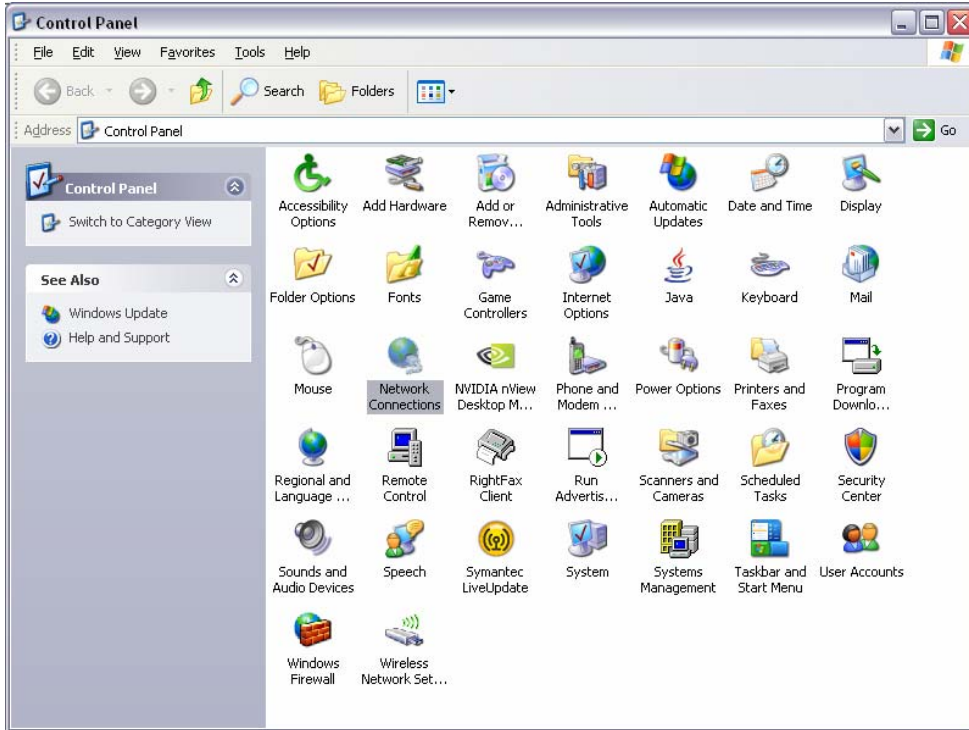 Control Panel
File Edit View Favorites Tools Help
Back Search Folders
Address Control Panel Go
Control Panel
Switch to Category View
See Also
Windows Update
Help and Support
Accessibility Options
Add Hardware
Add or Remov...
Administrative Tools
Automatic Updates
Date and Time
Display
Folder Options
Fonts
Game Controllers
Internet Options
Java
Keyboard
Mail
Mouse
Network Connections
NVIDIA nView Desktop M...
Phone and Modem ...
Power Options
Printers and Faxes
Program Downlo...
Regional and Language ...
Remote Control
RightFax Client
Run Advertis...
Scanners and Cameras
Scheduled Tasks
Security Center
Sounds and Audio Devices
Speech
Symantec LiveUpdate
System
Systems Management
Taskbar and Start Menu
User Accounts
Windows Firewall
Wireless Network Set...